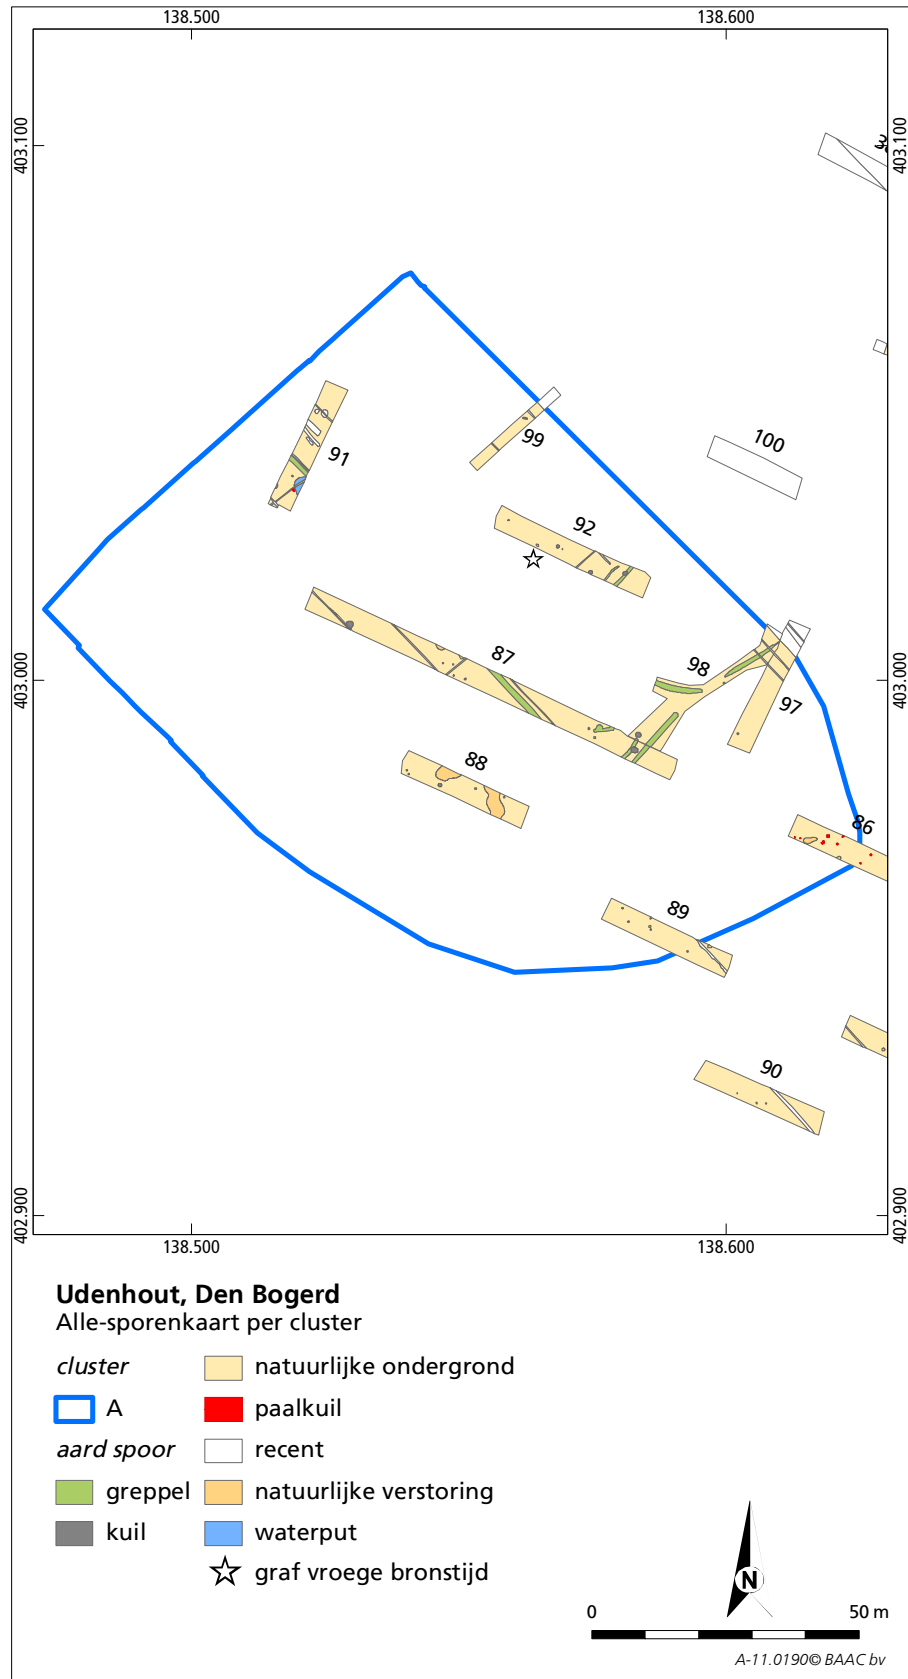 138.500
138.600
403.100
403.100
91
99
100
92
87
98
97
88
86
89
90
403.000
403.000
402.900
402.900
138.500
138.600
Udenhout, Den Bogerd
Alle-sporenkaart per cluster
cluster
A
aard spoor
greppel
kuil
natuurlijke ondergrond
paalkuil
recent
natuurlijke verstoring
waterput
graf vroege bronstijd
N
0 50 m
A-11.0190© BAAC bv